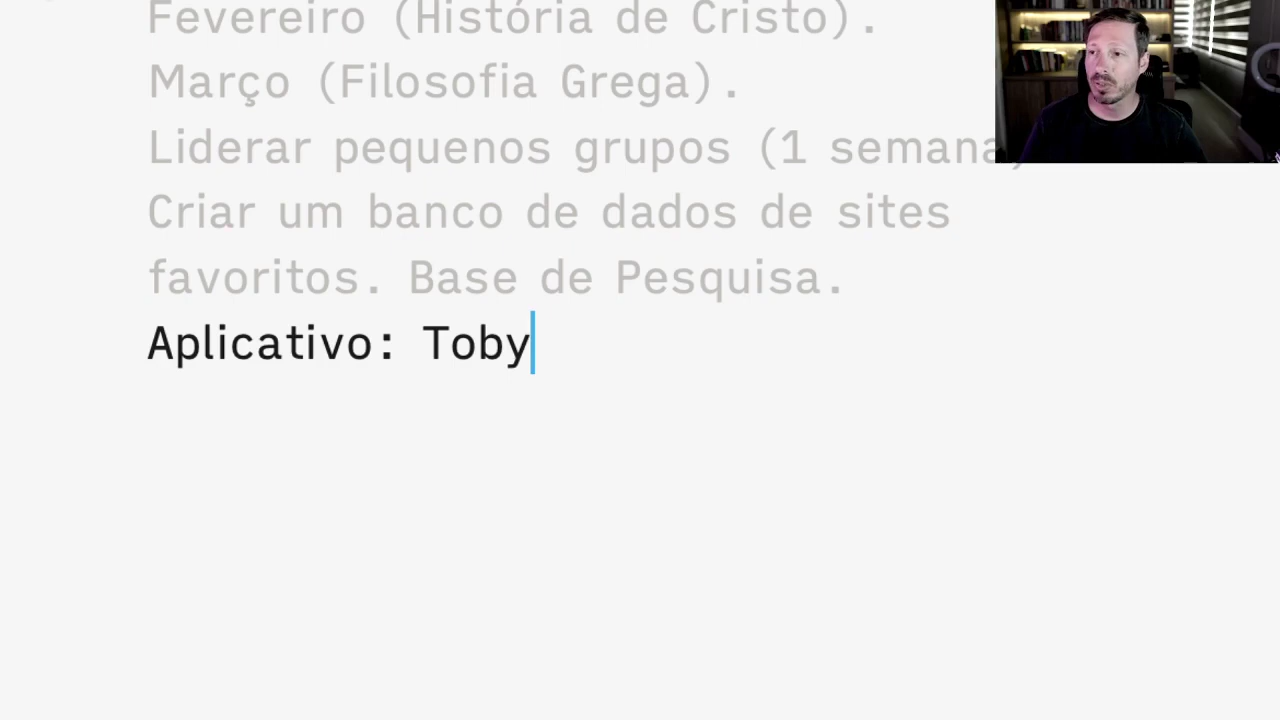 Fevereiro (História de Cristo).
Março (Filosofia Grega).
Liderar pequenos grupos (1 semana)
Criar um banco de dados de sites
favoritos. Base de Pesquisa.
Aplicativo: Toby